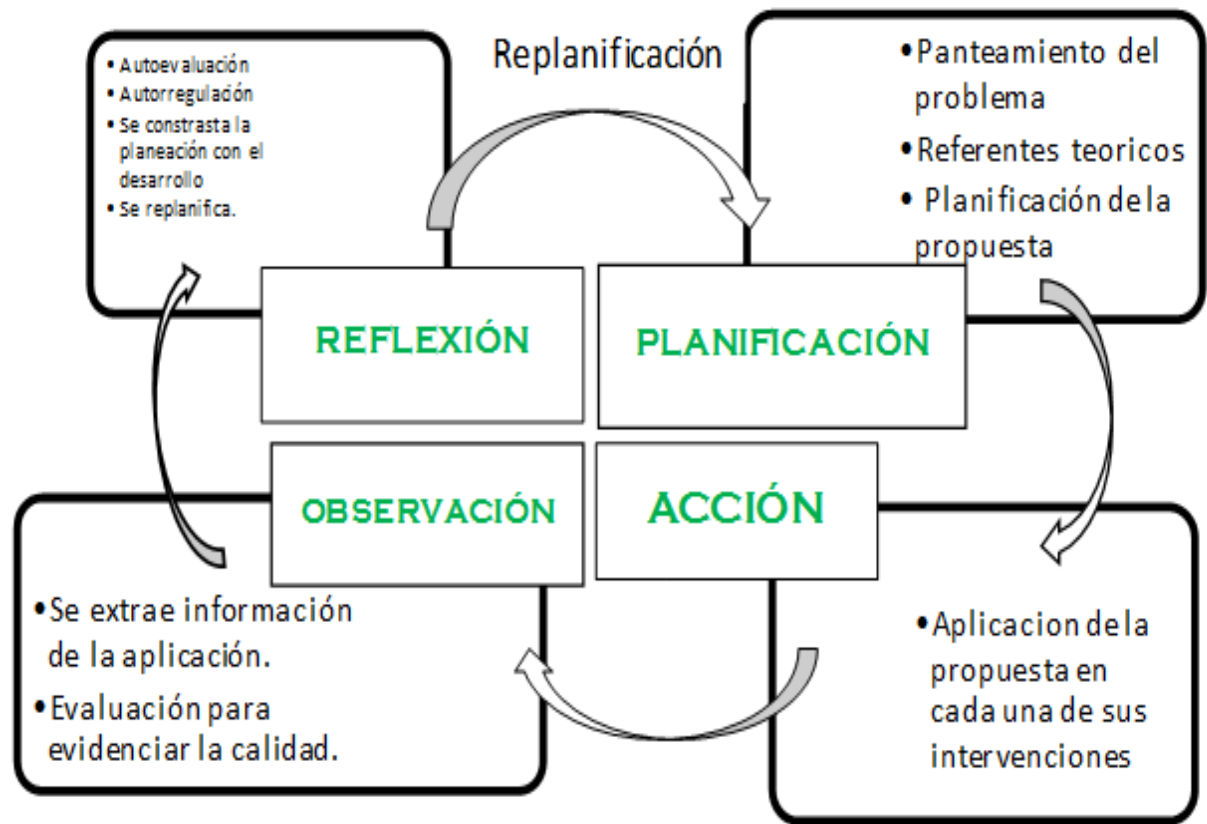 • Autoevaluación
• Autorregulación
• Se constrasta la
planeación con el
desarrollo
• Se replanifica.
Replanificación
• Panteamiento del
problema
• Referentes teoricos
• Planificación de la
propuesta
REFLEXIÓN
PLANIFICACIÓN
OBSERVACIÓN
ACCIÓN
• Se extrae información
de la aplicación.
• Evaluación para
evidenciar la calidad.
• Aplicacion de la
propuesta en
cada una de sus
intervenciones